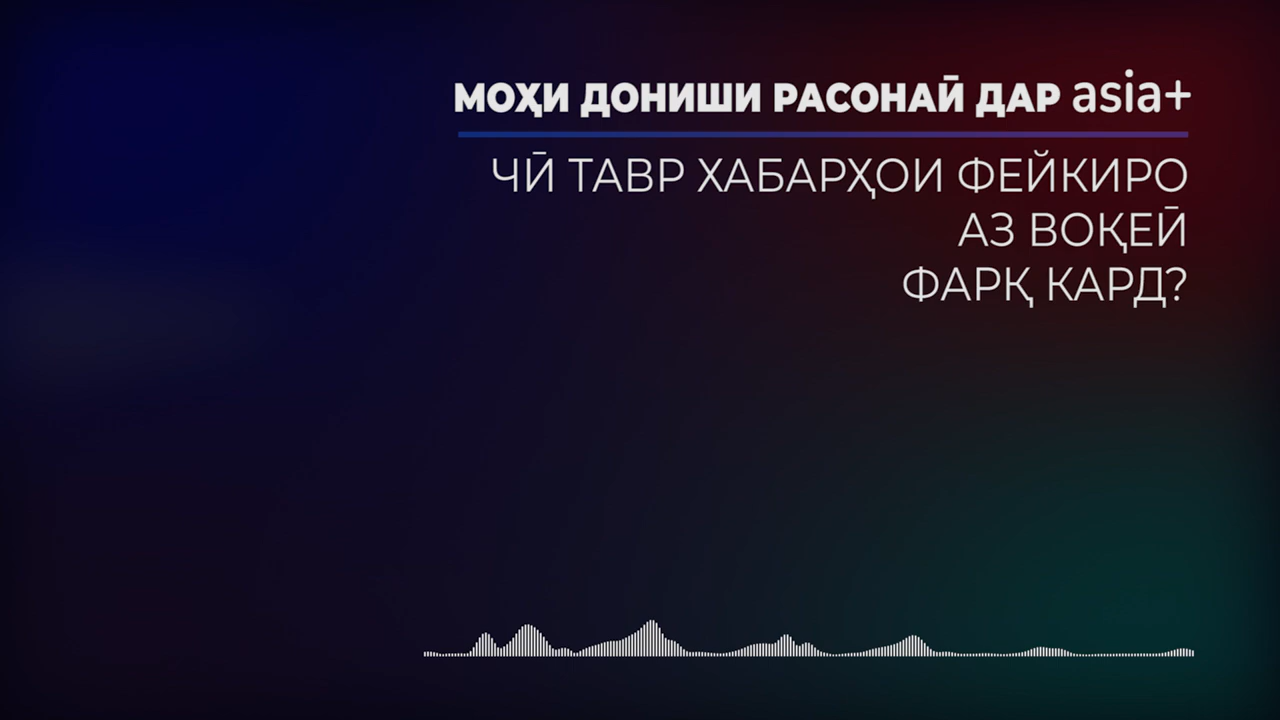 МОҲИ ДОНИШИ РАСОНАӢ ДАР asia+
ЧӢ ТАВР ХАБАРҲОИ ФЕЙКИРО
АЗ ВОҚЕӢ
ФАРҚ КАРД?